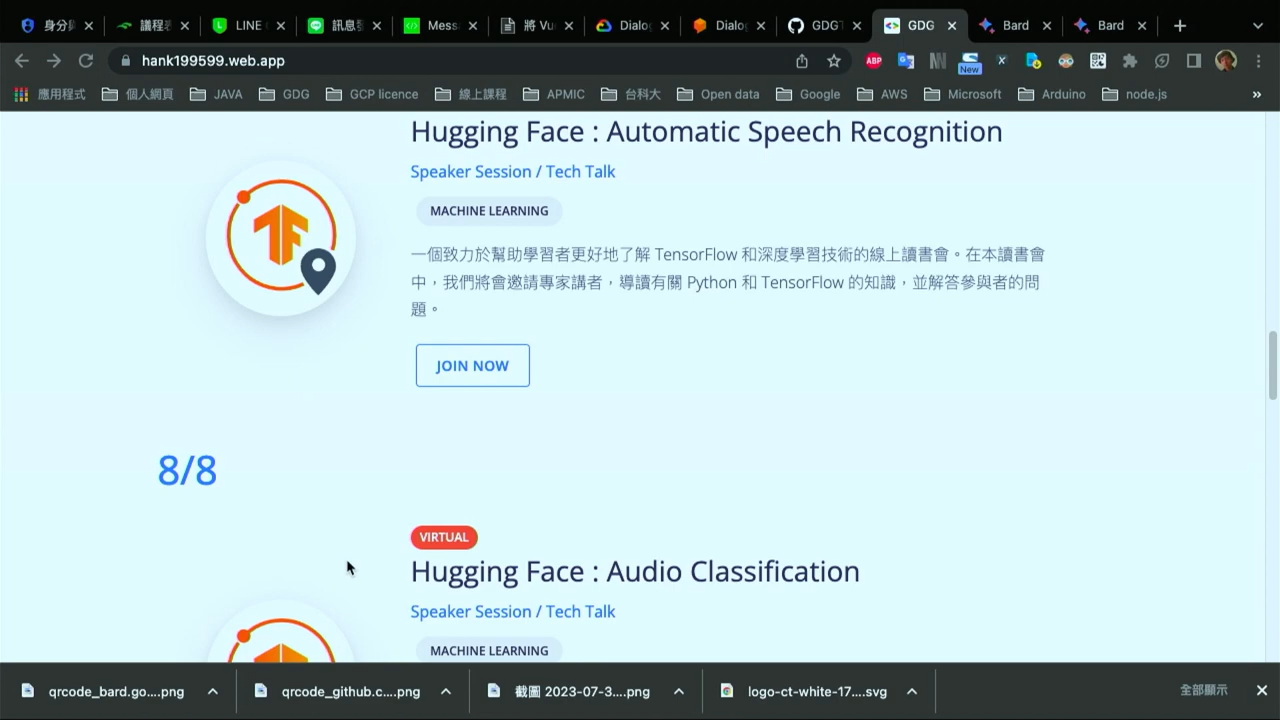 身分
議程
LINE
訊息
Mess
將 Vu
Dialo
Dialo
GDG
GDG
Bard
Bard
hank199599.web.app
ABP
New
應用程式
個人網頁
JAVA
GDG
GCP licence
線上課程
APMIC
台科大
Open data
Google
AWS
Microsoft
Arduino
node.js
»
Hugging Face : Automatic Speech Recognition
Speaker Session / Tech Talk
MACHINE LEARNING
一個致力於幫助學習者更好地了解 TensorFlow 和深度學習技術的線上讀書會。在本讀書會
中，我們將會邀請專家講者，導讀有關 Python 和 TensorFlow 的知識，並解答參與者的問
題。
JOIN NOW
8/8
VIRTUAL
Hugging Face : Audio Classification
Speaker Session / Tech Talk
MACHINE LEARNING
qrcode_bard.go....png
qrcode_github.c....png
截圖 2023-07-3....png
logo-ct-white-17....svg
全部顯示